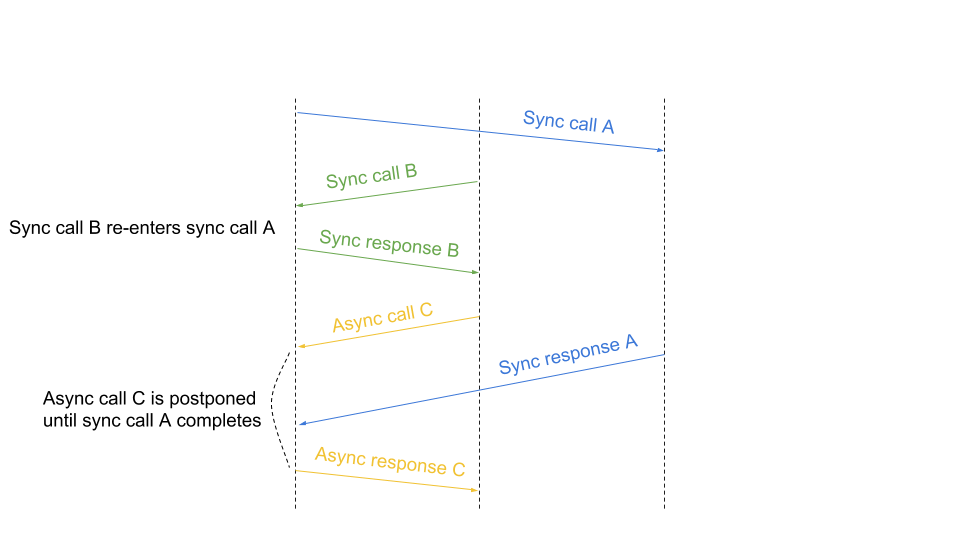 Sync call A
Sync call B
Sync call B re-enters sync call A
Sync response B
Async call C
Sync response A
Async call C is postponed
until sync call A completes
Async response C